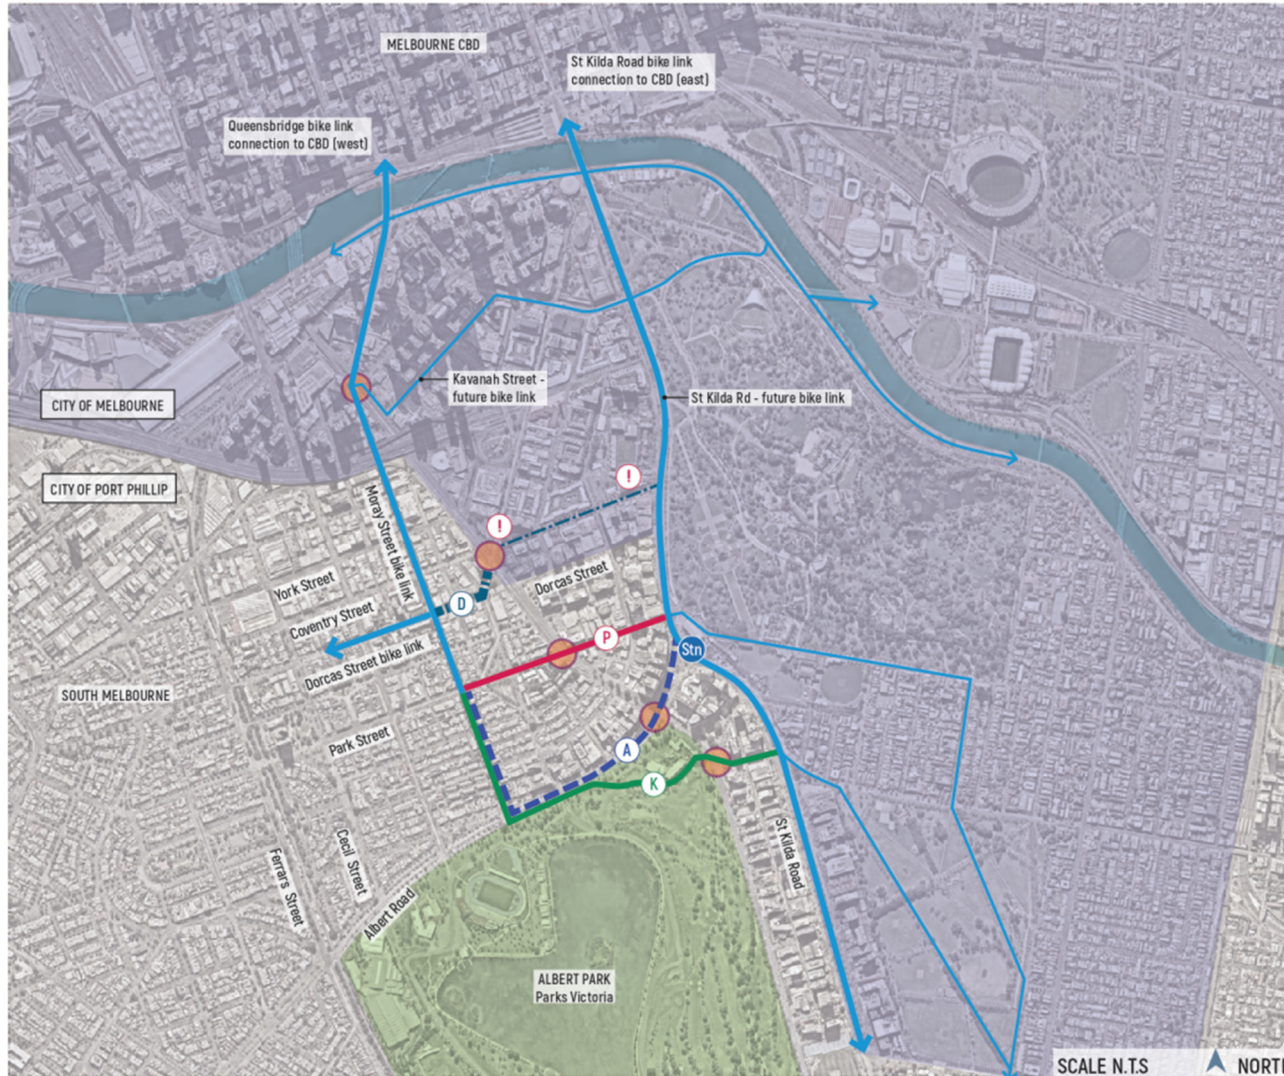 MELBOURNE CBD
St Kilda Road bike link
connection to CBD (east)
Queensbridge bike link
connection to CBD (west)
Kavanah Street -
future bike link
St Kilda Rd - future bike link
CITY OF MELBOURNE
CITY OF PORT PHILLIP
Moray Street bike link
!
!
York Street
Coventry Street
Dorcas Street
D
Dorcas Street bike link
P
Stn
SOUTH MELBOURNE
Park Street
A
K
Cecil Street
Ferrars Street
Albert Road
St Kilda Road
ALBERT PARK
Parks Victoria
SCALE N.T.S
NORTH